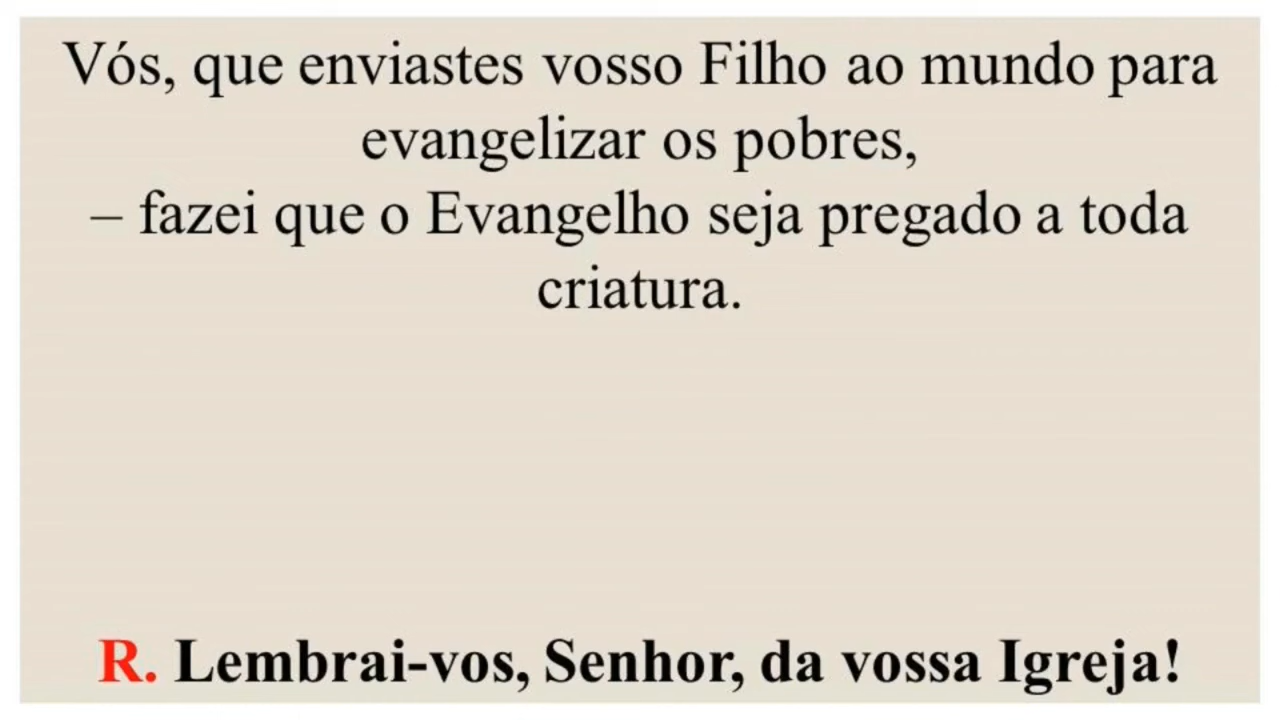 Vós, que enviastes vosso Filho ao mundo para
evangelizar os pobres,
– fazei que o Evangelho seja pregado a toda
criatura.
R. Lembrai-vos, Senhor, da vossa Igreja!